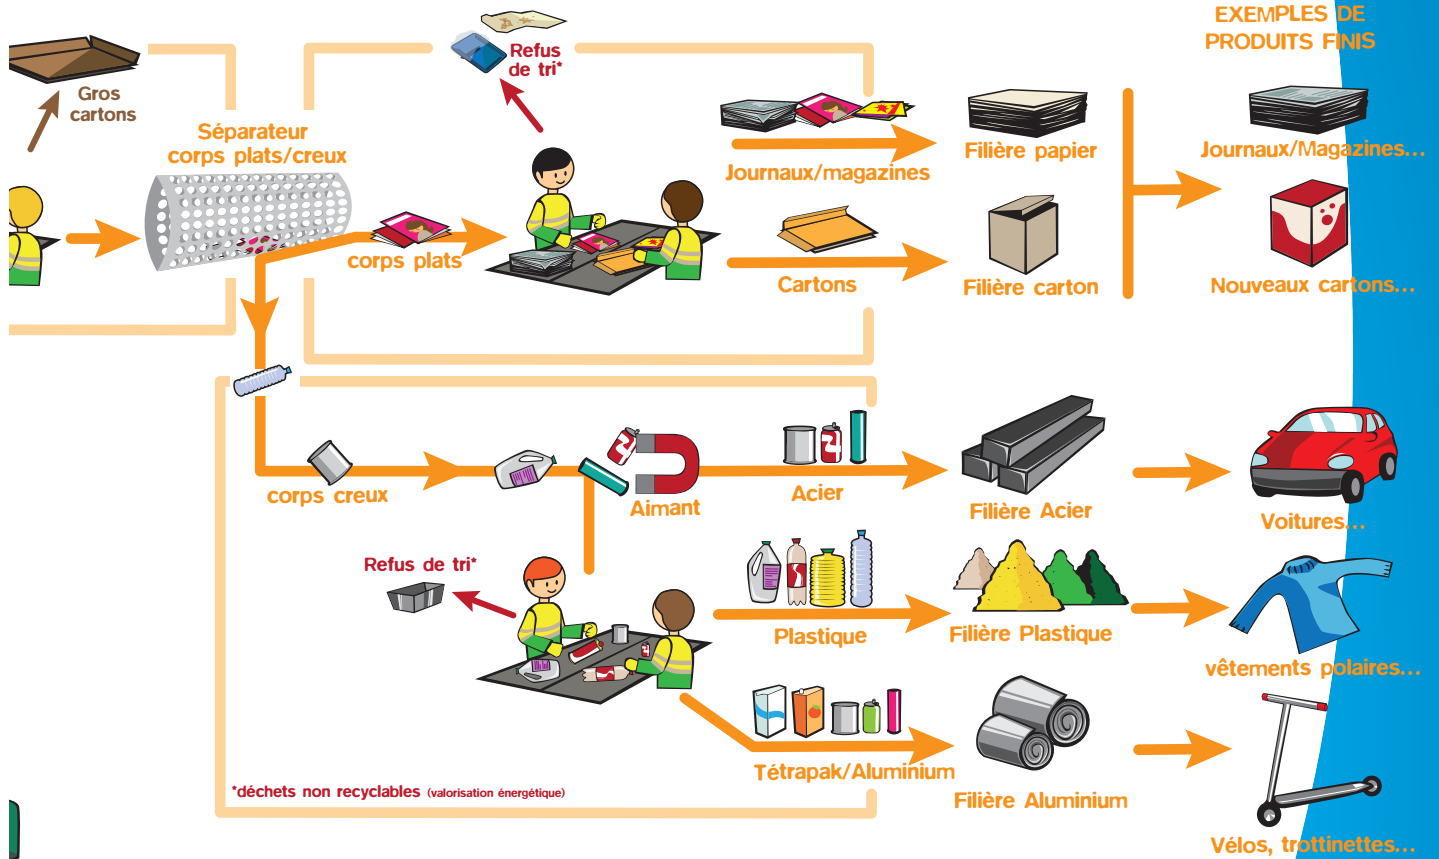 EXEMPLES DE
PRODUITS FINIS
Refus
de tri*
Gros
cartons
Séparateur
corps plats/creux
Journaux/magazines
Filière papier
Journaux/Magazines...
corps plats
Cartons
Filière carton
Nouveaux cartons...
corps creux
Aimant
Acier
Filière Acier
Voitures...
Refus de tri*
Plastique
Filière Plastique
vêtements polaires...
Tétrapak/Aluminium
Filière Aluminium
*déchets non recyclables (valorisation énergétique)
Vélos, trottinettes...